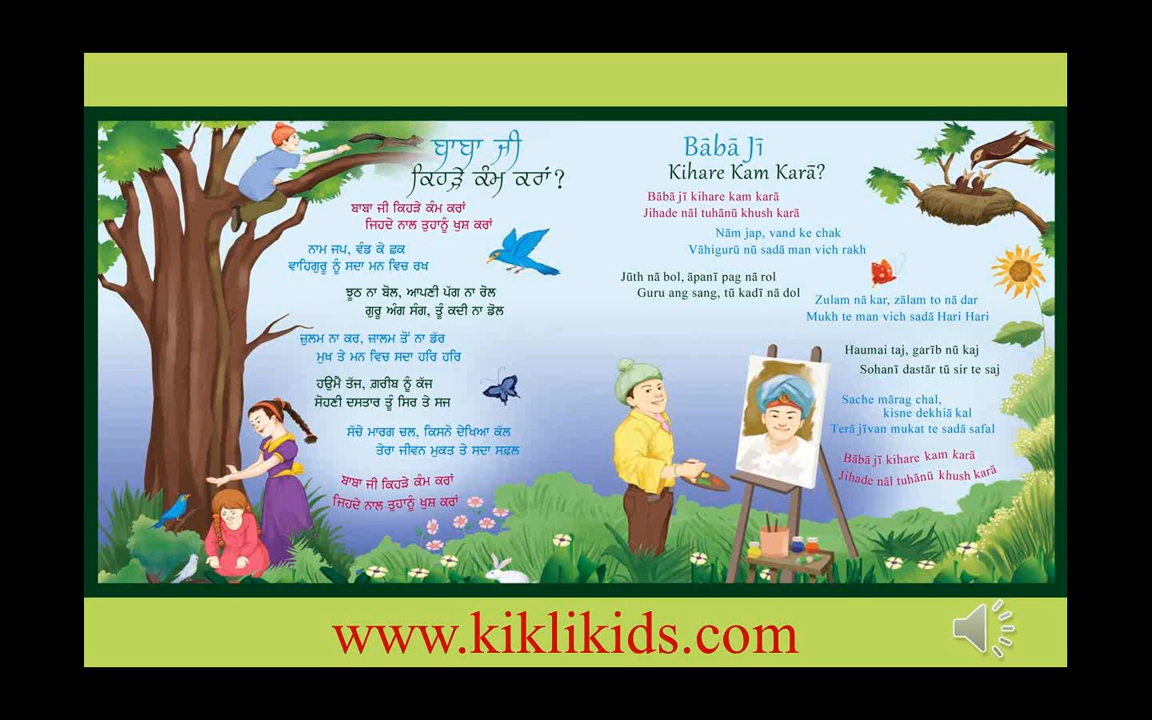 ਬਾਬਾ ਜੀ
ਕਿਹੜੇ ਕੰਮ ਕਰਾਂ?
ਬਾਬਾ ਜੀ ਕਿਹੜੇ ਕੰਮ ਕਰਾਂ
ਜਿਹਦੇ ਨਾਲ ਤੁਹਾਨੂੰ ਖੁਸ਼ ਕਰਾਂ
ਨਾਮ ਜਪ, ਵੰਡ ਕੇ ਛਕ
ਵਾਹਿਗੁਰੂ ਨੂੰ ਸਦਾ ਮਨ ਵਿਚ ਰਖ
ਝੂਠ ਨਾ ਬੋਲ, ਆਪਣੀ ਪੱਗ ਨਾ ਰੋਲ
ਗੁਰੂ ਅੰਗ ਸੰਗ, ਤੂੰ ਕਦੀ ਨਾ ਡੋਲ
ਜ਼ੁਲਮ ਨਾ ਕਰ, ਜ਼ਾਲਮ ਤੋਂ ਨਾ ਡੱਰ
ਮੁਖ ਤੇ ਮਨ ਵਿਚ ਸਦਾ ਹਰਿ ਹਰਿ
ਹਉਮੈ ਤੱਜ, ਗ਼ਰੀਬ ਨੂੰ ਕੱਜ
ਸੋਹਣੀ ਦਸਤਾਰ ਤੂੰ ਸਿਰ ਤੇ ਸਜ
ਸੱਚੇ ਮਾਰਗ ਚਲ, ਕਿਸਨੇ ਦੇਖਿਆ ਕੱਲ
ਤੇਰਾ ਜੀਵਨ ਮੁਕਤ ਤੇ ਸਦਾ ਸਫ਼ਲ
ਬਾਬਾ ਜੀ ਕਿਹੜੇ ਕੰਮ ਕਰਾਂ
ਜਿਹਦੇ ਨਾਲ ਤੁਹਾਨੂੰ ਖੁਸ਼ ਕਰਾਂ
Bābā Jī
Kihare Kam Karā?
Bābā jī kihare kam karā
Jihade nāl tuhānū khush karā
Nām jap, vand ke chak
Vāhigurū nū sadā man vich rakh
Jūth nā bol, āpanī pag nā rol
Guru ang sang, tū kadī nā dol
Zulam nā kar, zālam to nā dar
Mukh te man vich sadā Hari Hari
Haumai taj, garīb nū kaj
Sohanī dastār tū sir te saj
Sache mārag chal,
kisne dekhiā kal
Terā jīvan mukat te sadā safal
Bābā jī kihare kam karā
Jihade nāl tuhānū khush karā
www.kiklikids.com